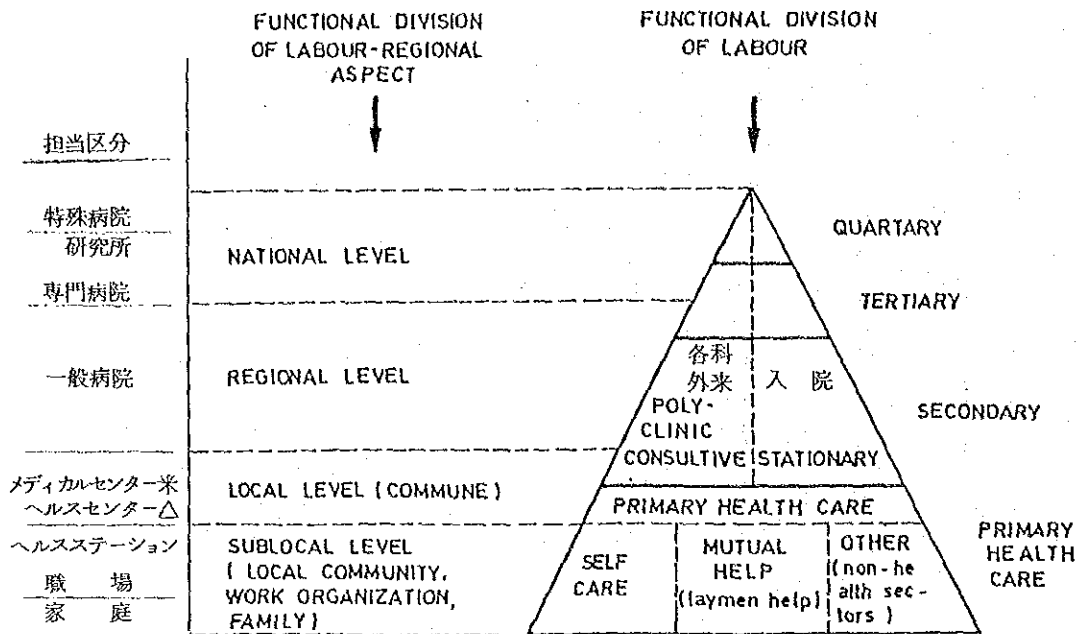 FUNCTIONAL DIVISION
OF LABOUR-REGIONAL
ASPECT
FUNCTIONAL DIVISION
OF LABOUR
担当区分
特殊病院
研究所
専門病院
一般病院
メディカルセンター米
ヘルスセンター△
ヘルスステーション
職 場
家 庭
NATIONAL LEVEL
REGIONAL LEVEL
LOCAL LEVEL (COMMUNE)
SUBLOCAL LEVEL
( LOCAL COMMUNITY,
WORK ORGANIZATION,
FAMILY)
各科
外来
入 院
POLY-
CLINIC
CONSULTIVE
STATIONARY
PRIMARY HEALTH CARE
SELF
CARE
MUTUAL
HELP
(laymen help)
OTHER
(non-he
alth sec-
tors )
QUARTARY
TERTIARY
SECONDARY
PRIMARY
HEALTH
CARE